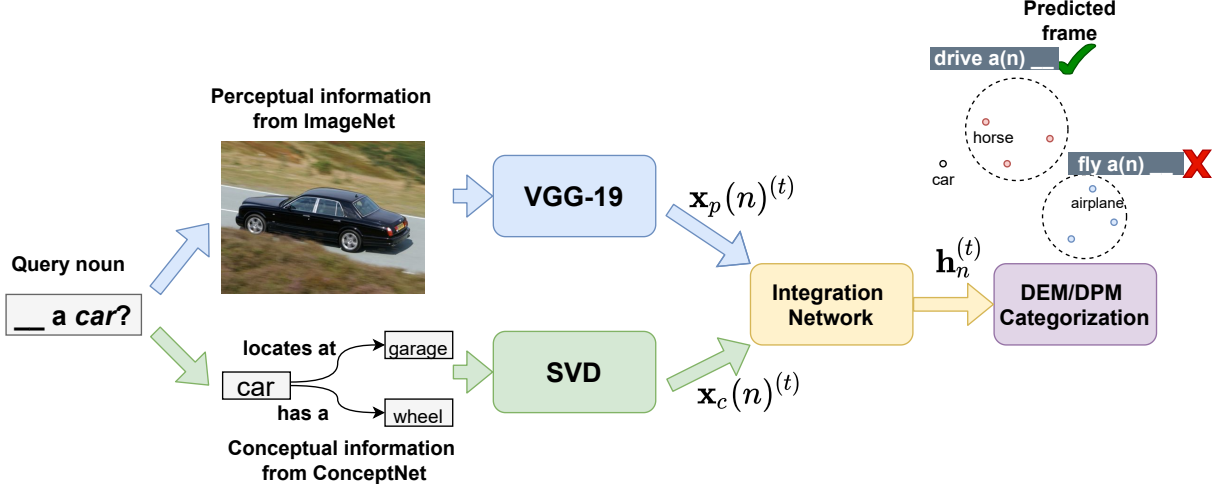 Query noun
__ a car?
Perceptual information
from ImageNet
VGG-19
x_p(n)^(t)
locates at
garage
car
has a
wheel
Conceptual information
from ConceptNet
SVD
x_c(n)^(t)
Integration
Network
h_n^(t)
DEM/DPM
Categorization
Predicted
frame
drive a(n) __
horse
car
fly a(n) __
airplane